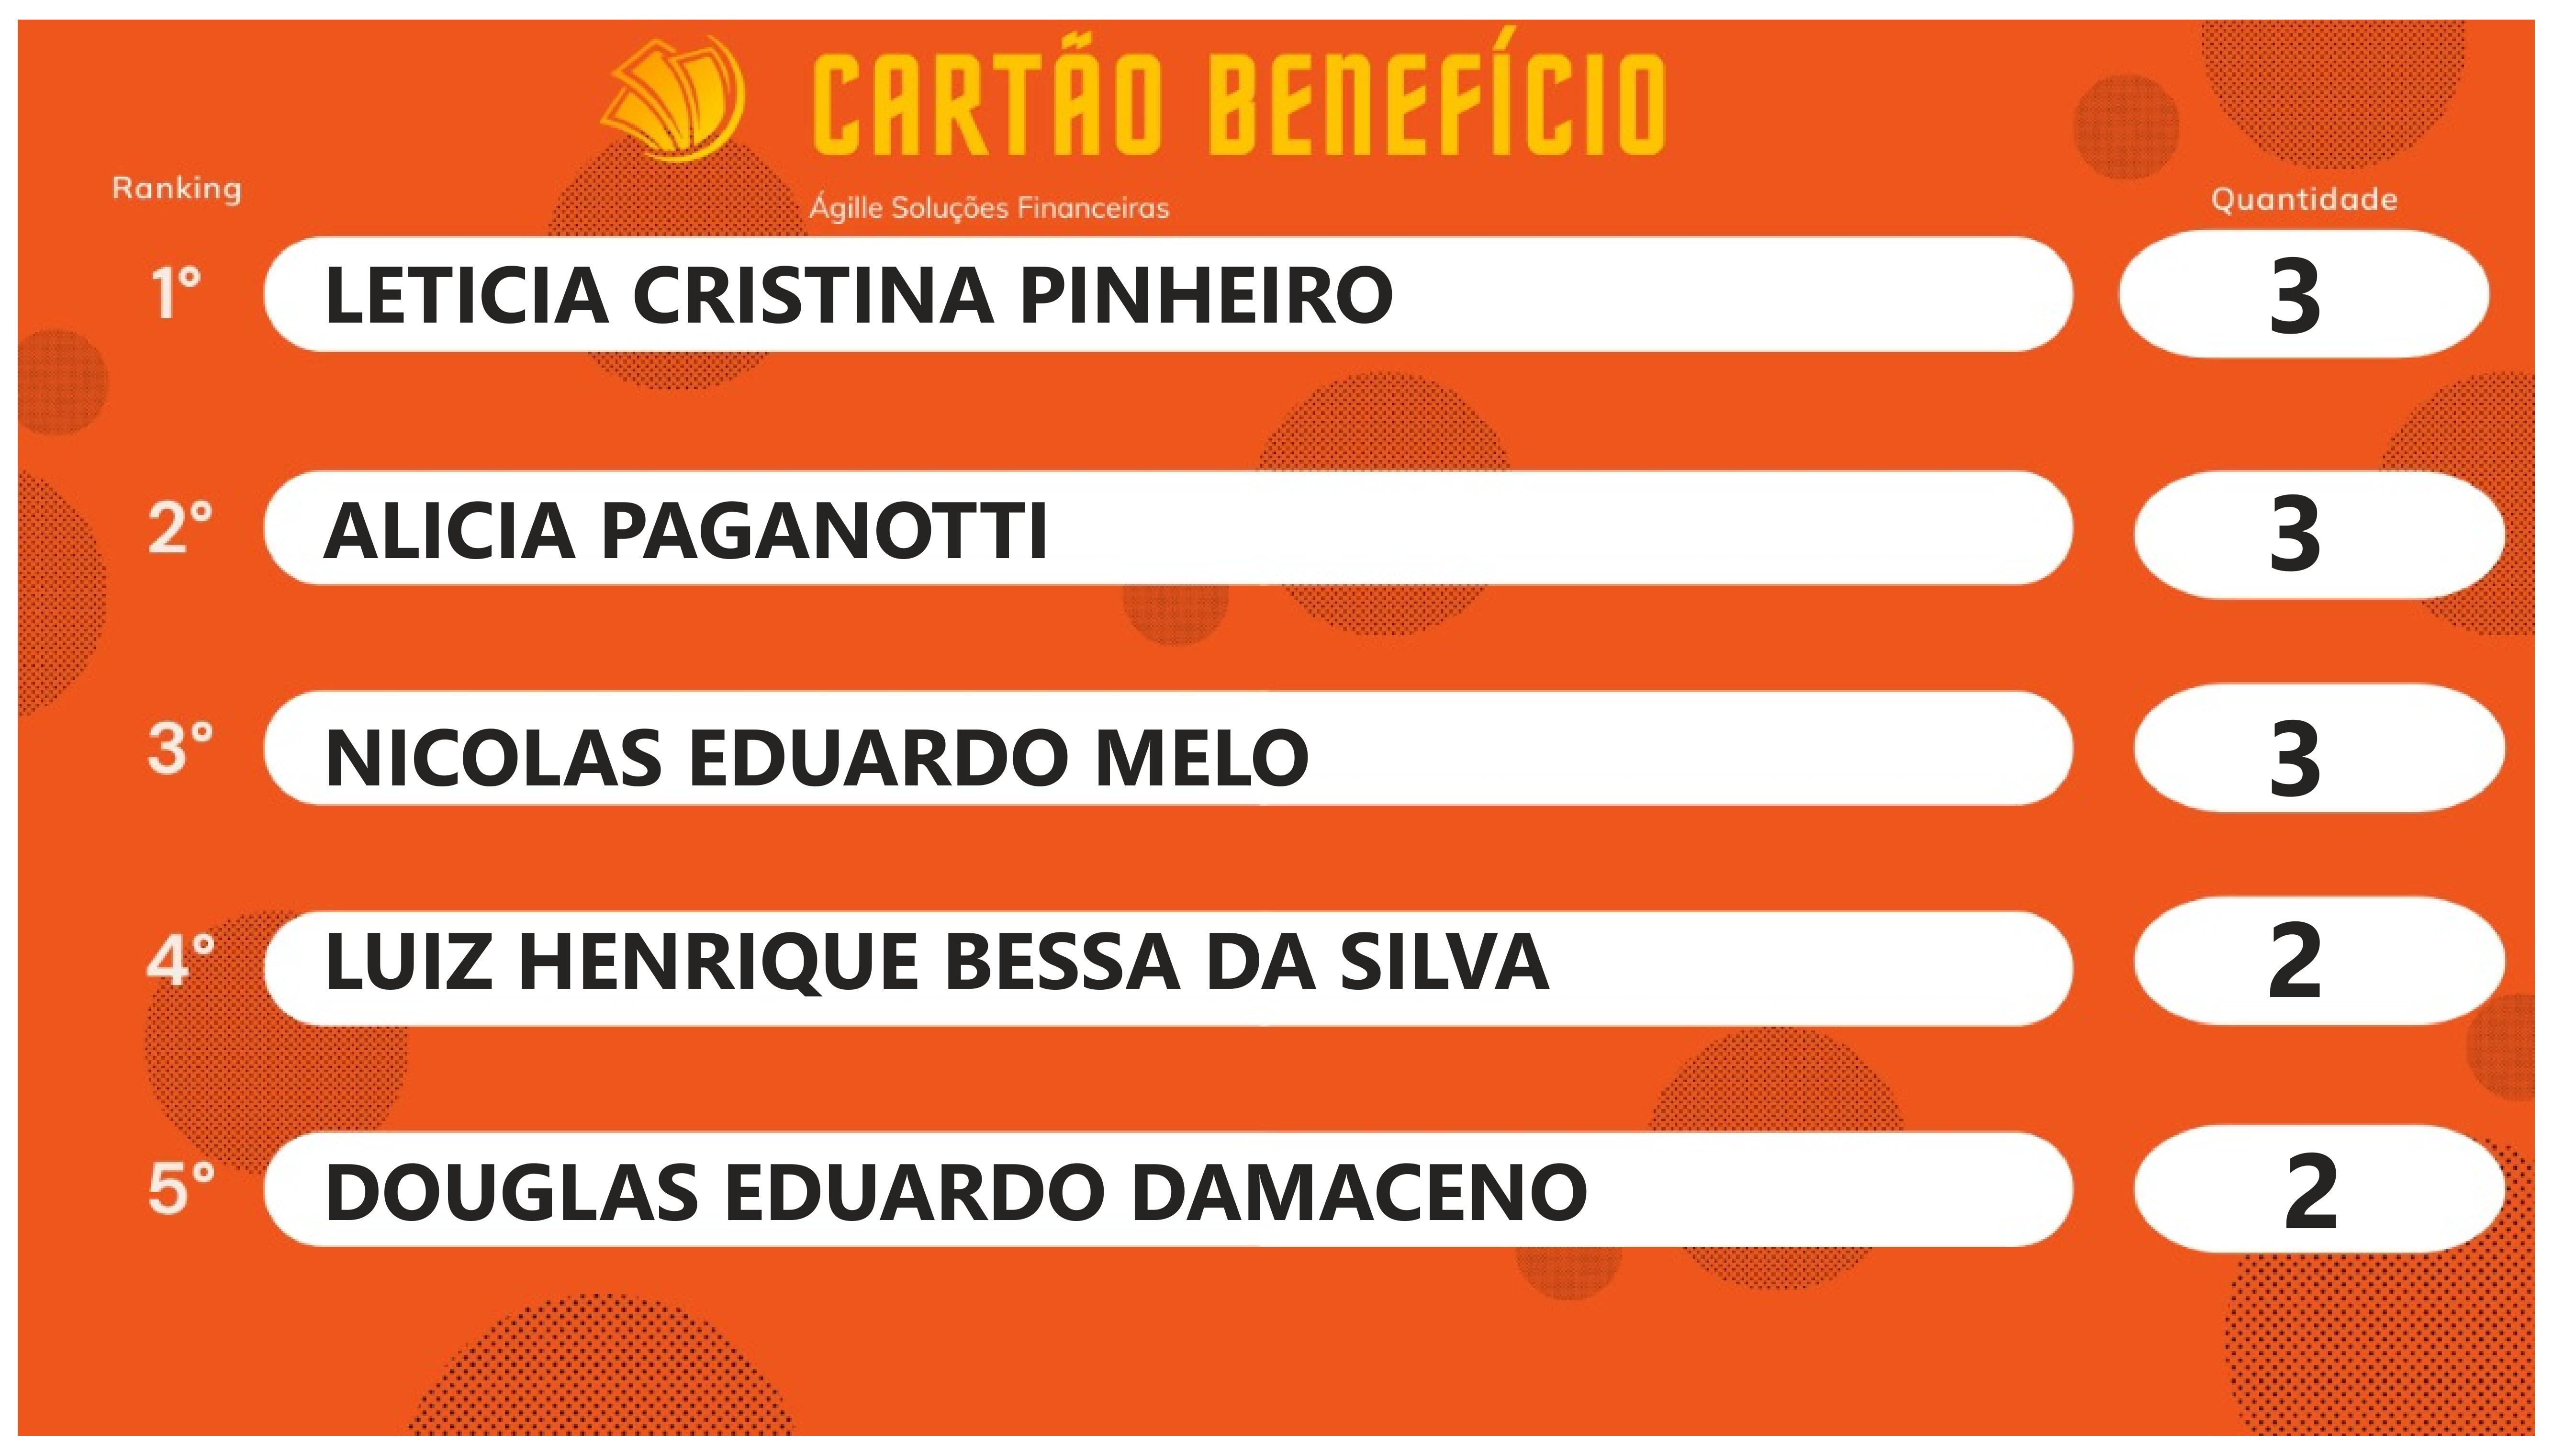 CARTÃO BENEFÍCIO
Ranking
Ágille Soluções Financeiras
Quantidade
1° LETICIA CRISTINA PINHEIRO 3
2° ALICIA PAGANOTTI 3
3° NICOLAS EDUARDO MELO 3
4° LUIZ HENRIQUE BESSA DA SILVA 2
5° DOUGLAS EDUARDO DAMACENO 2